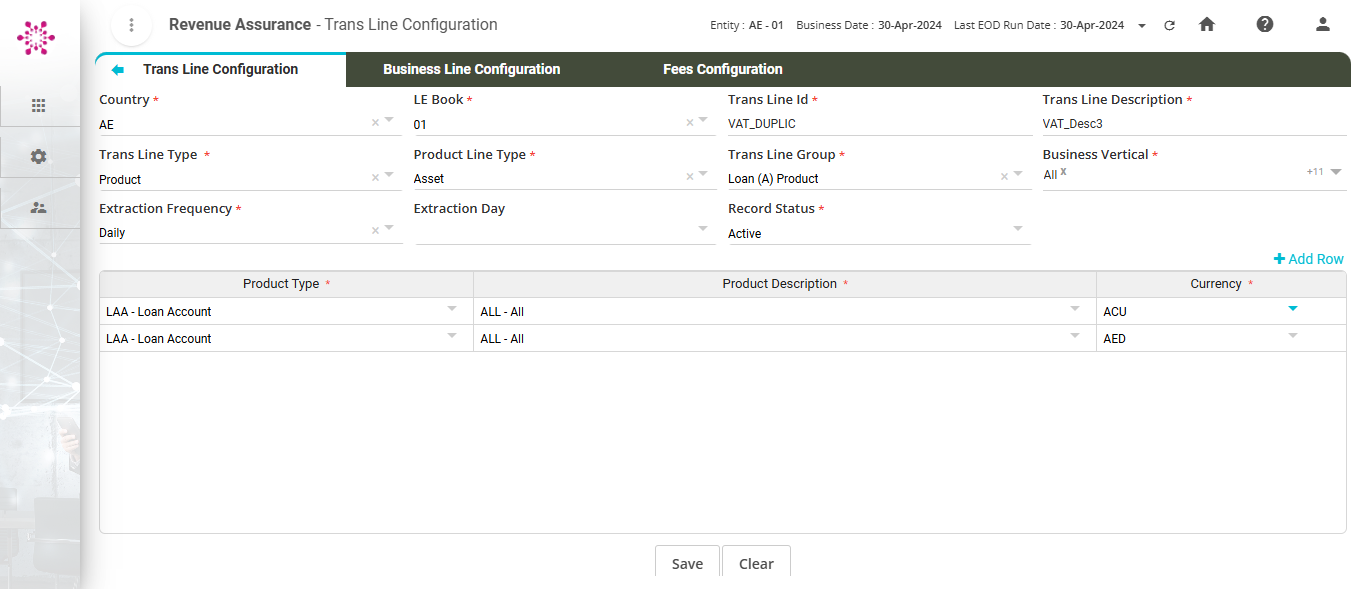 Revenue Assurance - Trans Line Configuration
Entity : AE - 01 Business Date : 30-Apr-2024 Last EOD Run Date : 30-Apr-2024
Trans Line Configuration Business Line Configuration Fees Configuration
Country * LE Book * Trans Line Id * Trans Line Description *
AE × 01 × VAT_DUPLIC VAT_Desc3
Trans Line Type * Product Line Type * Trans Line Group * Business Vertical *
Product × Asset × Loan (A) Product × All x +11
Extraction Frequency * Extraction Day Record Status *
Daily × Active
+ Add Row
Product Type * Product Description * Currency *
LAA - Loan Account ALL - All ACU
LAA - Loan Account ALL - All AED
Save Clear